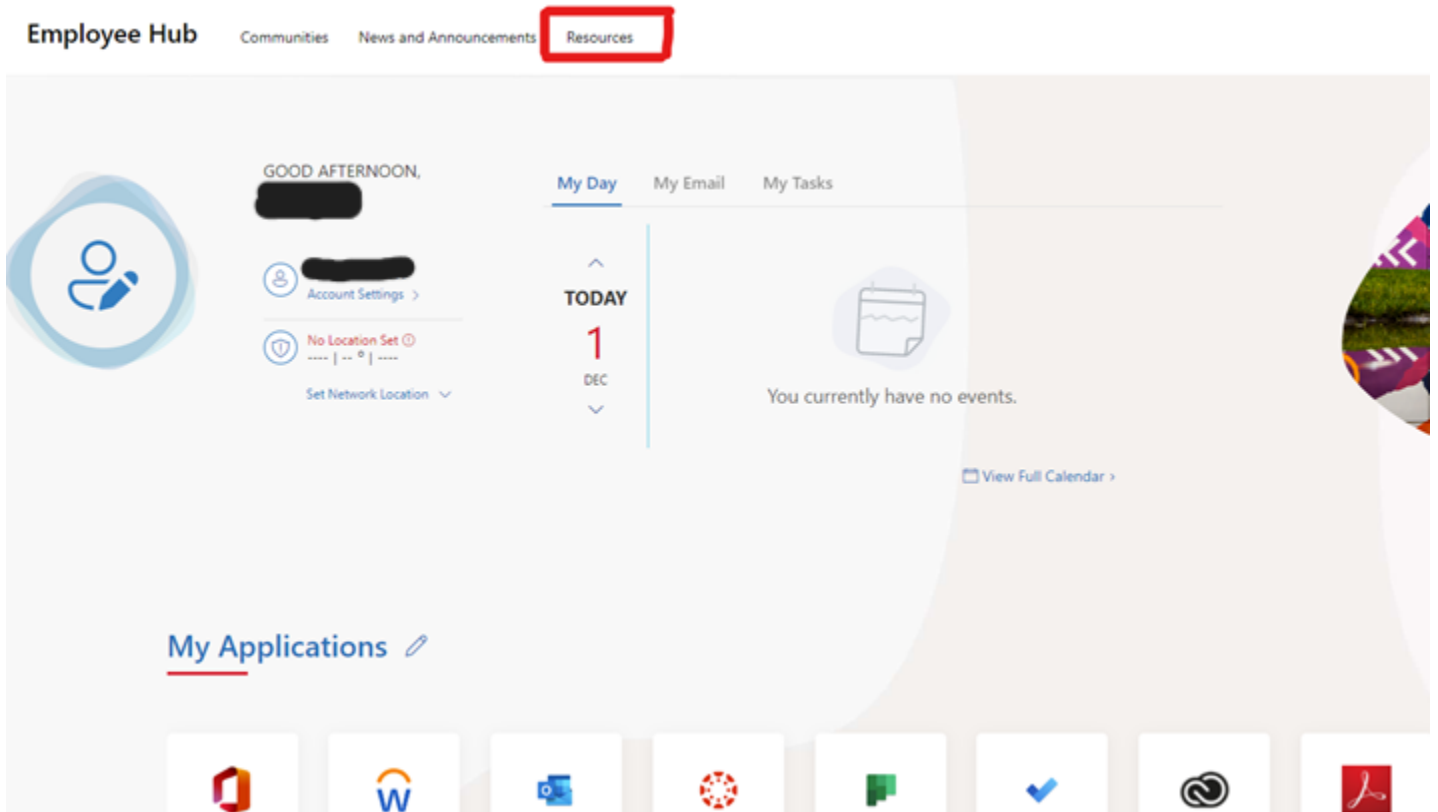 Employee Hub Communities News and Announcements Resources
GOOD AFTERNOON,
Account Settings >
No Location Set
---- | -- ° | ----
Set Network Location
My Day My Email My Tasks
TODAY
1
DEC
You currently have no events.
View Full Calendar >
My Applications